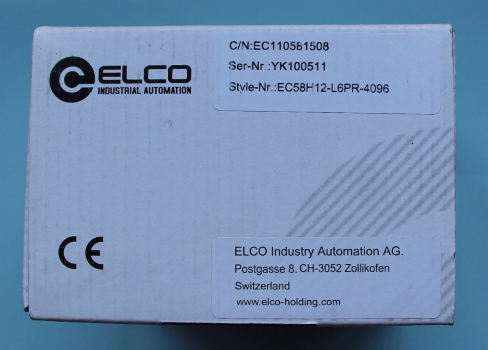 ELCO
INDUSTRIAL AUTOMATION
C/N:EC110581508
Ser-Nr :YK100511
Style-Nr.:EC58H12-L6PR-4096
CE
ELCO Industry Automation AG.
Postgasse 8. CH-3052 Zollikofen
Switzerland
www.elco-holding.com